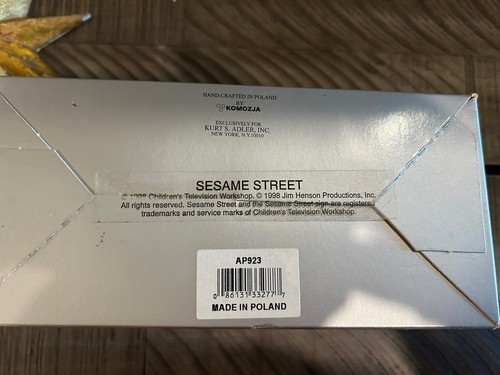 HAND-CRAFTED IN POLAND
BY
KOMOZJA
EXCLUSIVELY FOR
KURT S. ADLER, INC.
NEW YORK, N.Y. 10010
SESAME STREET
© 1998 Children's Television Workshop. © 1998 Jim Henson Productions, Inc.
All rights reserved. Sesame Street and the Sesame Street sign are registered
trademarks and service marks of Children's Television Workshop.
AP923
0 86131 33277 7
MADE IN POLAND